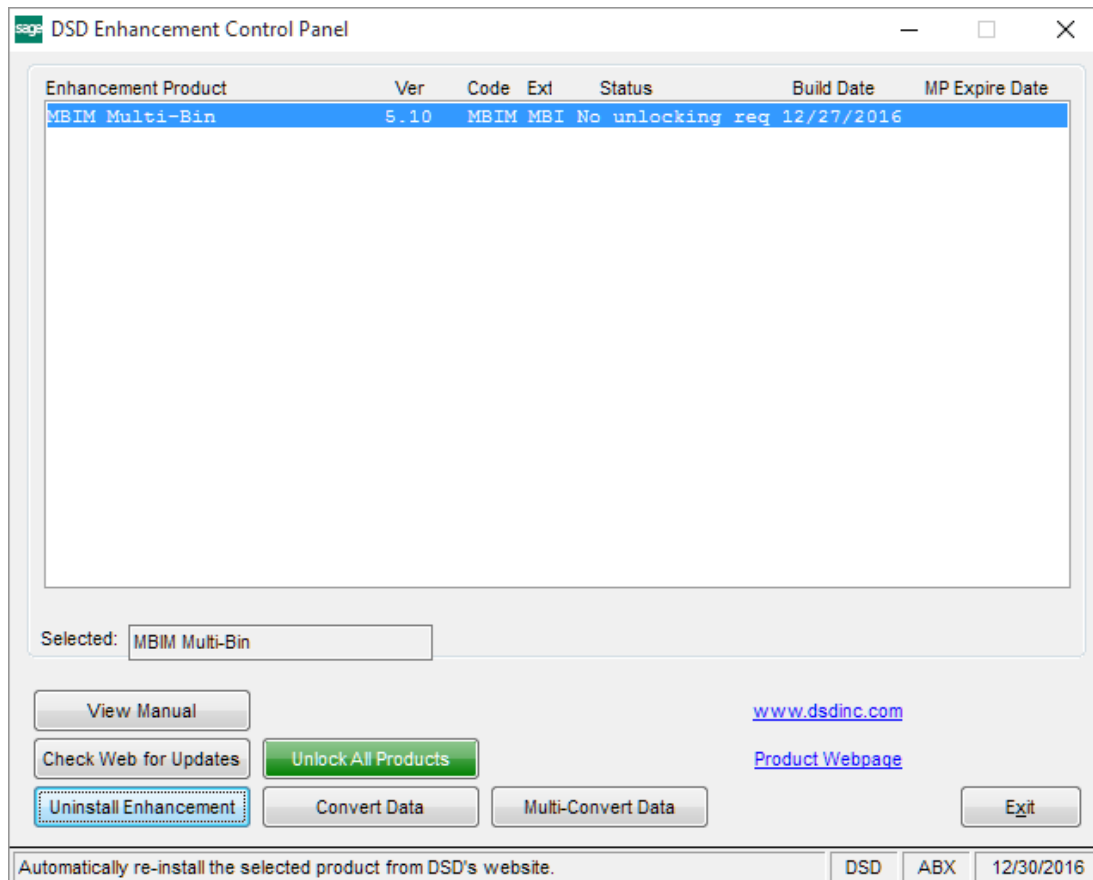 sage DSD Enhancement Control Panel
Enhancement Product Ver Code Ext Status Build Date MP Expire Date
MBIM Multi-Bin 5.10 MBIM MBI No unlocking req 12/27/2016
Selected: MBIM Multi-Bin
View Manual www.dsdinc.com
Check Web for Updates Unlock All Products Product Webpage
Uninstall Enhancement Convert Data Multi-Convert Data Exit
Automatically re-install the selected product from DSD's website. DSD ABX 12/30/2016